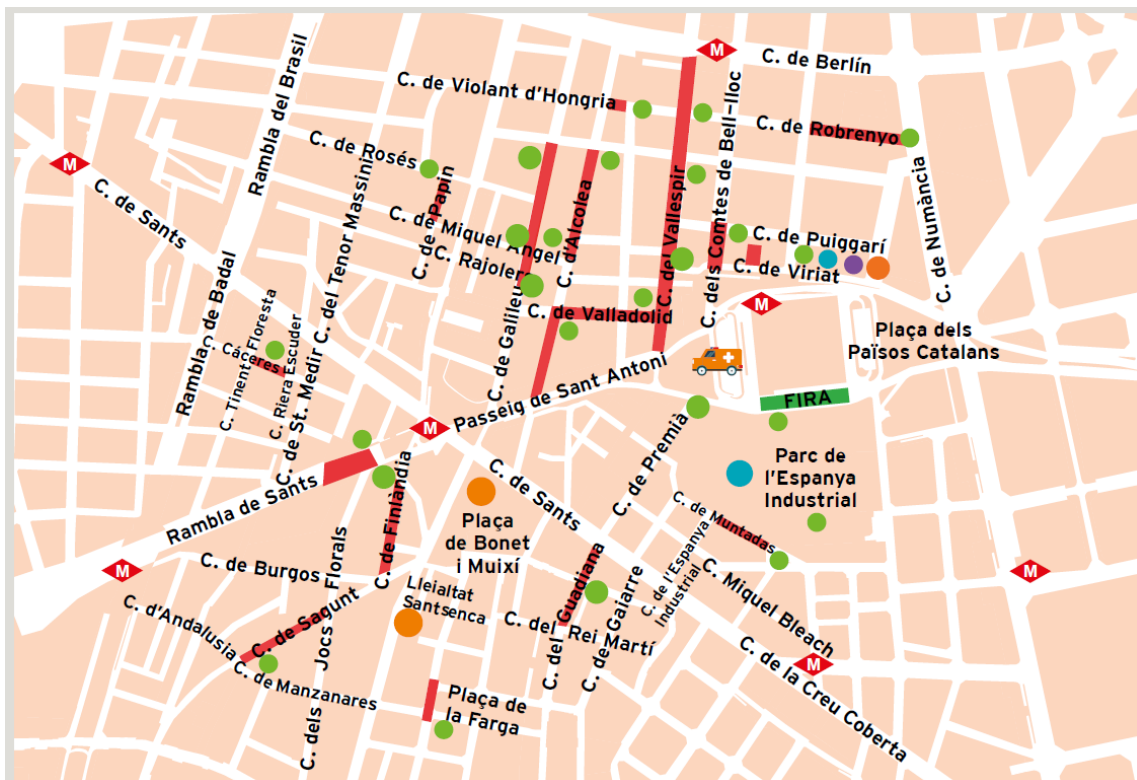 M
C. de Berlín
C. de Violant d'Hongria
Rambla del Brasil
C. de Robrenyo
C. de Rosés
M
C. de Papin
C. de Sants
C. del Tenor Massini
C. de Miquel Àngel
C. Rajolers
C. d'Alcolea
C. del Vallespir
C. dels Comtes de Bell-lloc
C. de Numància
C. de Puiggarí
C. de Viriat
M
C. de Galileu
C. de Valladolid
Plaça dels
Països Catalans
Rambla de Badal
C. Cáceres
C. Tinent Floresta
C. Riera Escuder
C. de St. Medir
Passeig de Sant Antoni
FIRA
M
Rambla de Sants
C. de Finlàndia
C. de Sants
C. de Premià
Parc de
l'Espanya
Industrial
Plaça
de Bonet
i Muixí
C. de Muntadas
C. de l'Espanya
Industrial
C. Miquel Bleach
M
C. de Burgos
C. dels Jocs Florals
Lleialtat
Santsenca
C. del Guadiana
C. de Gaiarre
M
C. d'Andalusia
C. de Sagunt
C. del Rei Martí
M
C. de la Creu Coberta
C. de Manzanares
Plaça de
la Farga